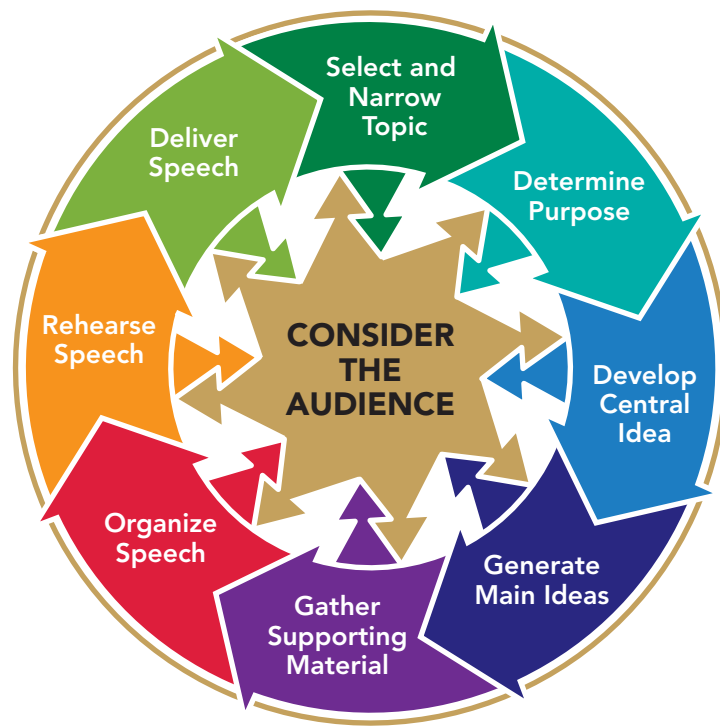 Select and
Narrow
Topic
Determine
Purpose
Develop
Central
Idea
Generate
Main Ideas
Gather
Supporting
Material
Organize
Speech
Rehearse
Speech
Deliver
Speech
CONSIDER
THE
AUDIENCE